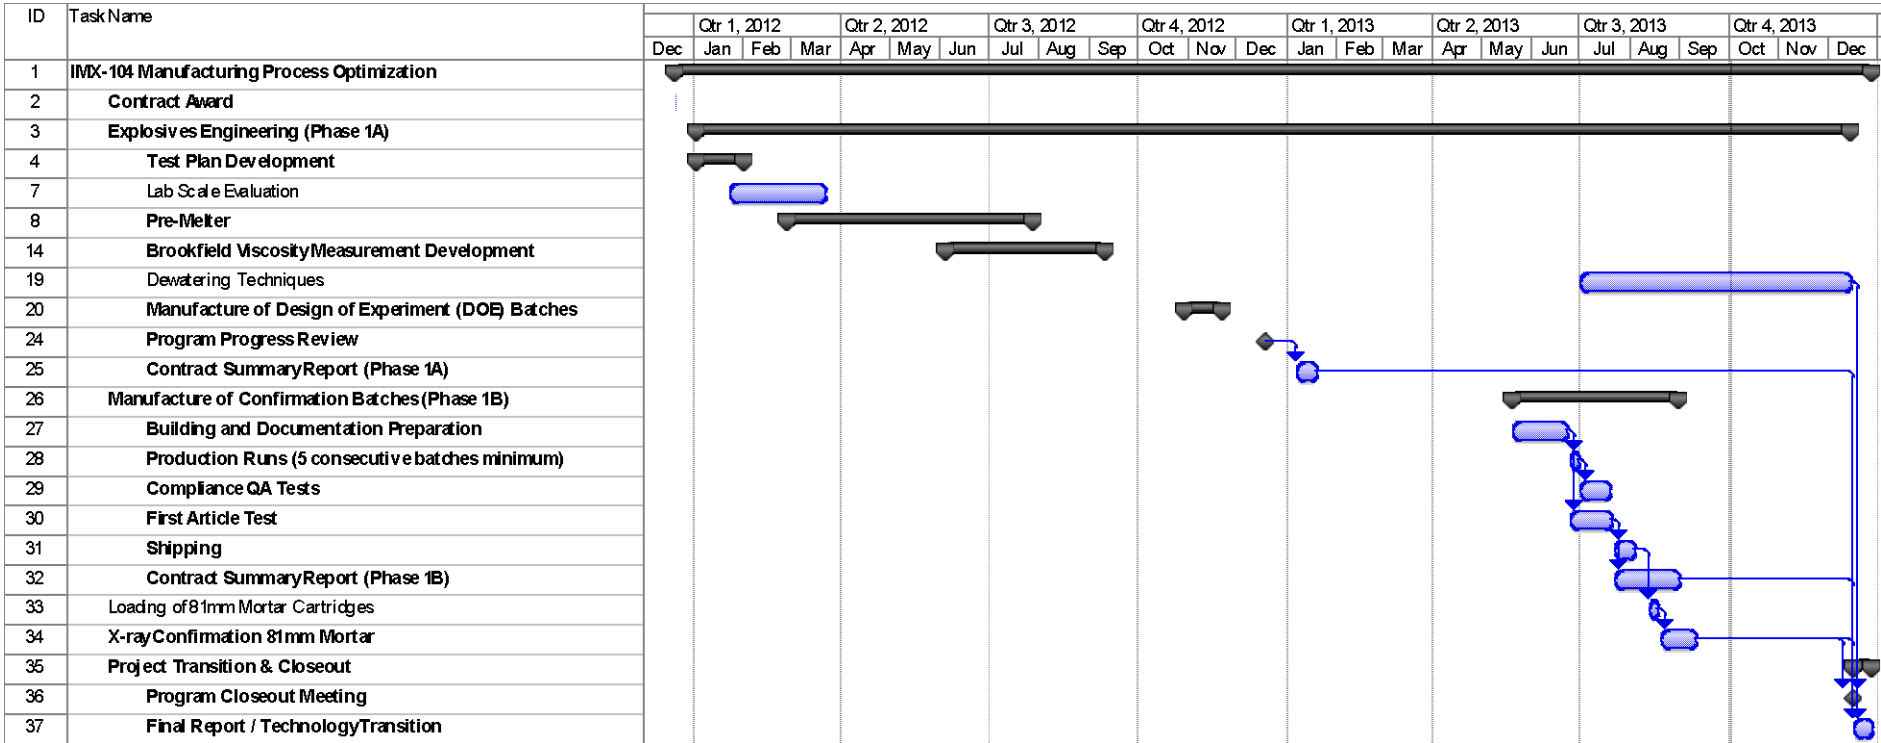 ID Task Name
Qtr 1, 2012 Qtr 2, 2012 Qtr 3, 2012 Qtr 4, 2012 Qtr 1, 2013 Qtr 2, 2013 Qtr 3, 2013 Qtr 4, 2013
Dec Jan Feb Mar Apr May Jun Jul Aug Sep Oct Nov Dec Jan Feb Mar Apr May Jun Jul Aug Sep Oct Nov Dec
1 IMX-104 Manufacturing Process Optimization
2 Contract Award
3 Explosives Engineering (Phase 1A)
4 Test Plan Development
7 Lab Scale Evaluation
8 Pre-Melter
14 Brookfield Viscosity Measurement Development
19 Dewatering Techniques
20 Manufacture of Design of Experiment (DOE) Batches
24 Program Progress Review
25 Contract Summary Report (Phase 1A)
26 Manufacture of Confirmation Batches (Phase 1B)
27 Building and Documentation Preparation
28 Production Runs (5 consecutive batches minimum)
29 Compliance QA Tests
30 First Article Test
31 Shipping
32 Contract Summary Report (Phase 1B)
33 Loading of 81mm Mortar Cartridges
34 X-ray Confirmation 81mm Mortar
35 Project Transition & Closeout
36 Program Closeout Meeting
37 Final Report / Technology Transition